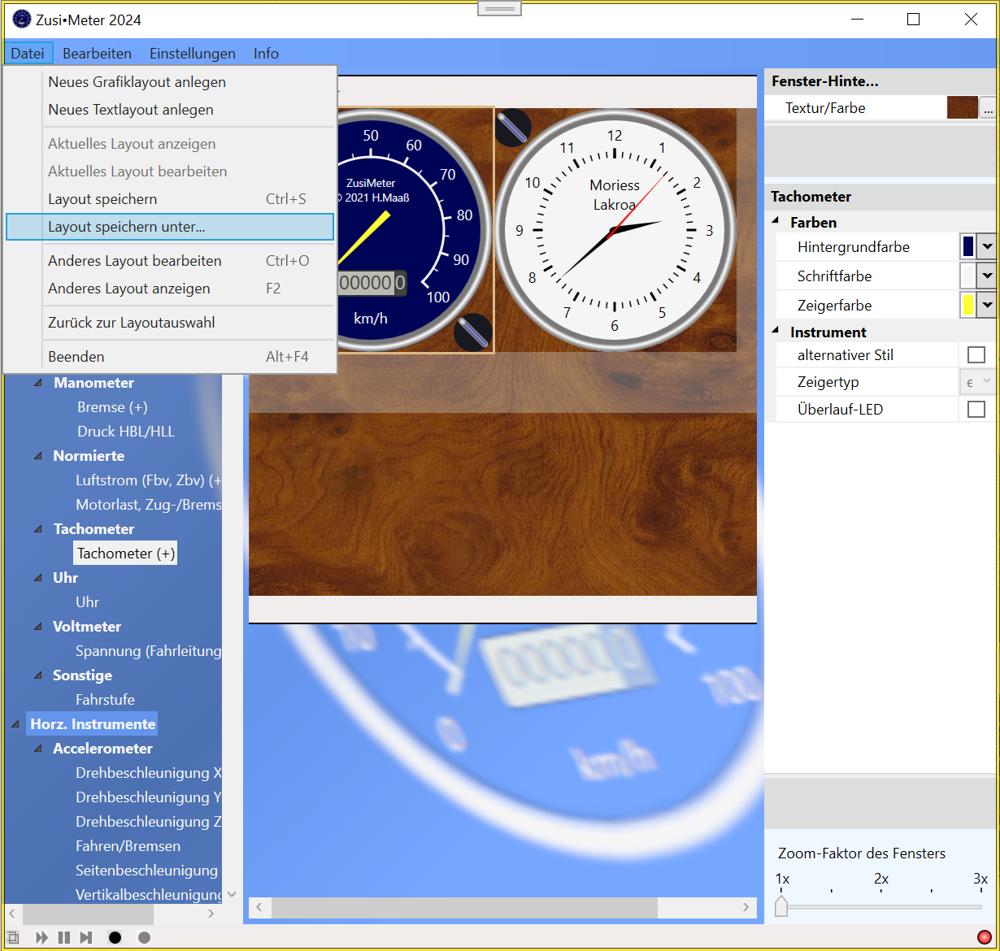 Zusi•Meter 2024
Datei Bearbeiten Einstellungen Info
Neues Grafiklayout anlegen
Neues Textlayout anlegen
Aktuelles Layout anzeigen
Aktuelles Layout bearbeiten
Layout speichern Ctrl+S
Layout speichern unter...
Anderes Layout bearbeiten Ctrl+O
Anderes Layout anzeigen F2
Zurück zur Layoutauswahl
Beenden Alt+F4
Manometer
Bremse (+)
Druck HBL/HLL
Normierte
Luftstrom (Fbv, Zbv) (+
Motorlast, Zug-/Brems
Tachometer
Tachometer (+)
Uhr
Uhr
Voltmeter
Spannung (Fahrleitung
Sonstige
Fahrstufe
Horz. Instrumente
Accelerometer
Drehbeschleunigung X
Drehbeschleunigung Y
Drehbeschleunigung Z
Fahren/Bremsen
Seitenbeschleunigung
Vertikalbeschleunigung
50
60
70
80
90
100
ZusiMeter
© 2021 H.Maaß
000000
km/h
12
1
2
3
4
5
6
7
8
9
10
11
Moriess
Lakroa
70
000000
0
100
km/h
Fenster-Hinte...
Textur/Farbe ...
Tachometer
Farben
Hintergrundfarbe
Schriftfarbe
Zeigerfarbe
Instrument
alternativer Stil
Zeigertyp
Überlauf-LED
Zoom-Faktor des Fensters
1x 2x 3x